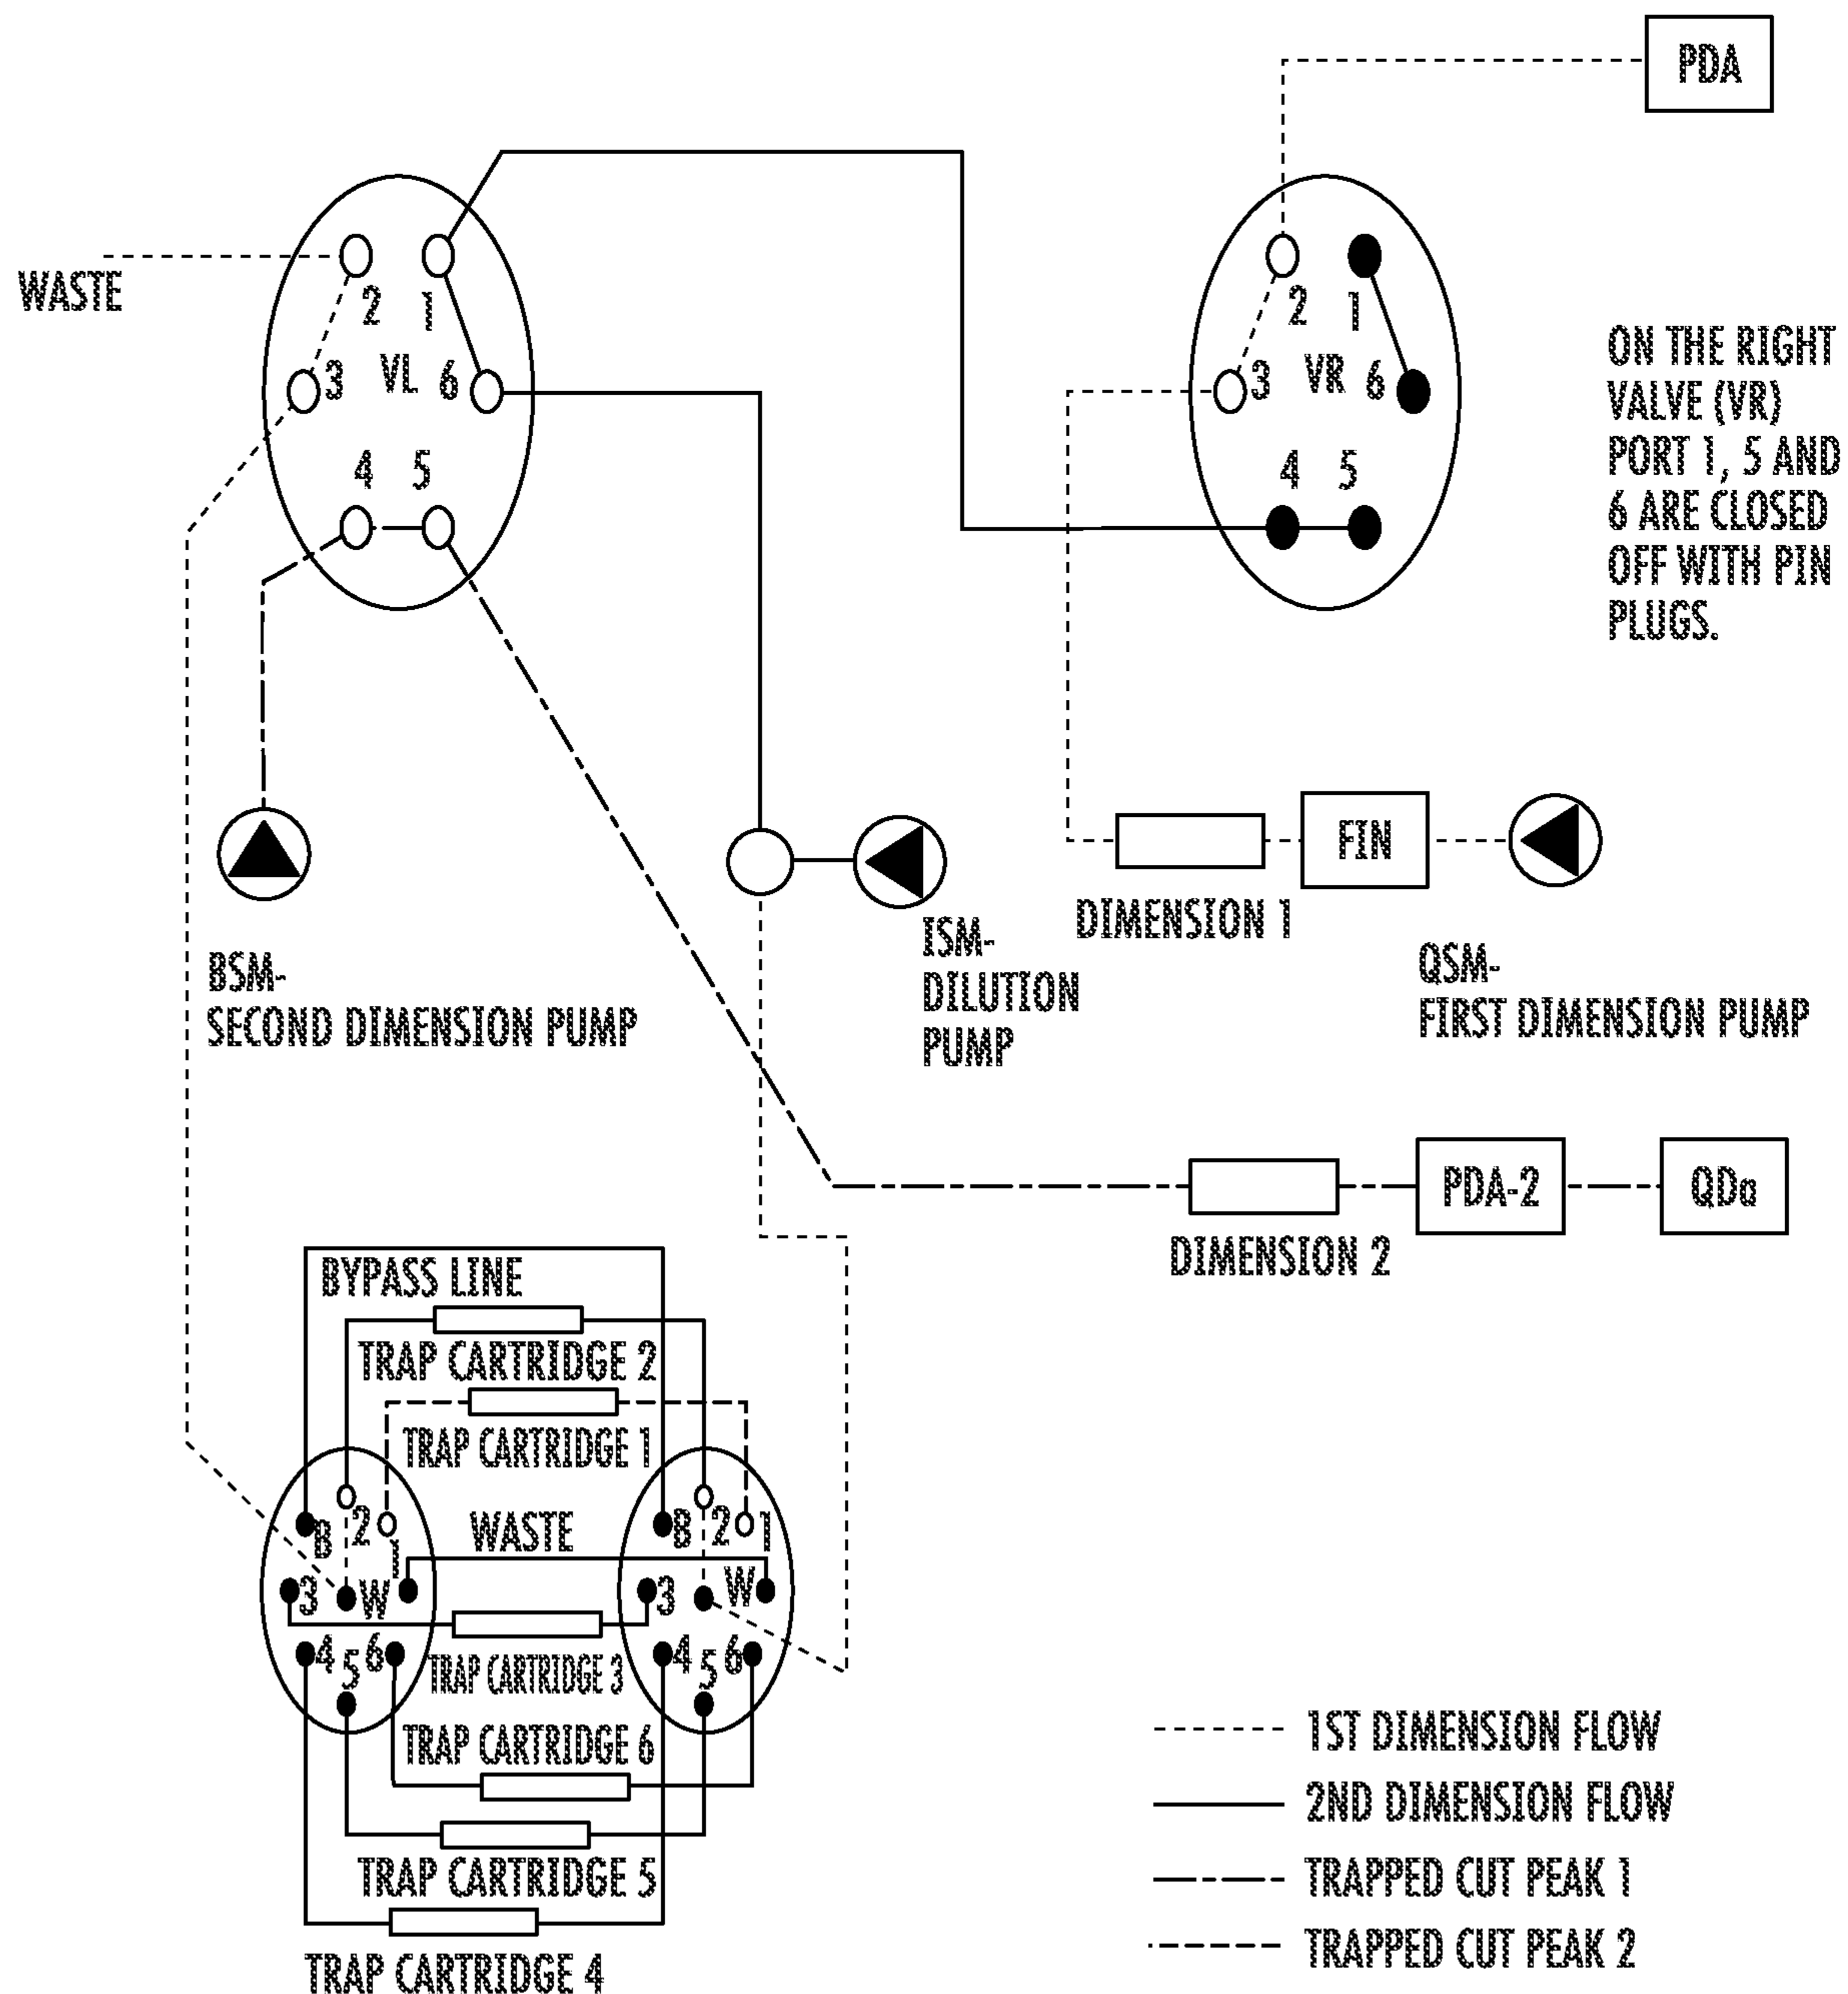 PDA
WASTE
2
1
3
VL
6
4
5
2
1
3
VR
6
4
5
ON THE RIGHT
VALVE (VR)
PORT 1, 5 AND
6 ARE CLOSED
OFF WITH PIN
PLUGS.
FIN
DIMENSION 1
BSM-
SECOND DIMENSION PUMP
ISM-
DILUTION
PUMP
QSM-
FIRST DIMENSION PUMP
PDA-2
QDa
DIMENSION 2
BYPASS LINE
TRAP CARTRIDGE 2
TRAP CARTRIDGE 1
WASTE
B
2
1
3
W
4
5
6
B
2
1
3
W
4
5
6
TRAP CARTRIDGE 3
TRAP CARTRIDGE 6
TRAP CARTRIDGE 5
TRAP CARTRIDGE 4
1ST DIMENSION FLOW
2ND DIMENSION FLOW
TRAPPED CUT PEAK 1
TRAPPED CUT PEAK 2